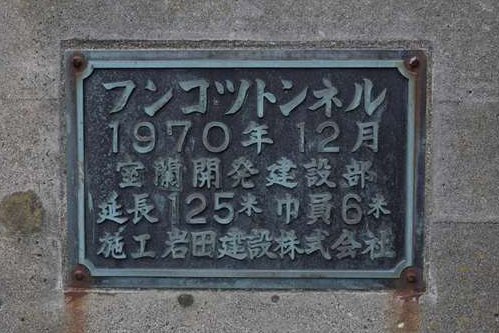 フンコツトンネル
1970年12月
室蘭開発建設部
延長125米 巾員6米
施工 岩田建設株式会社